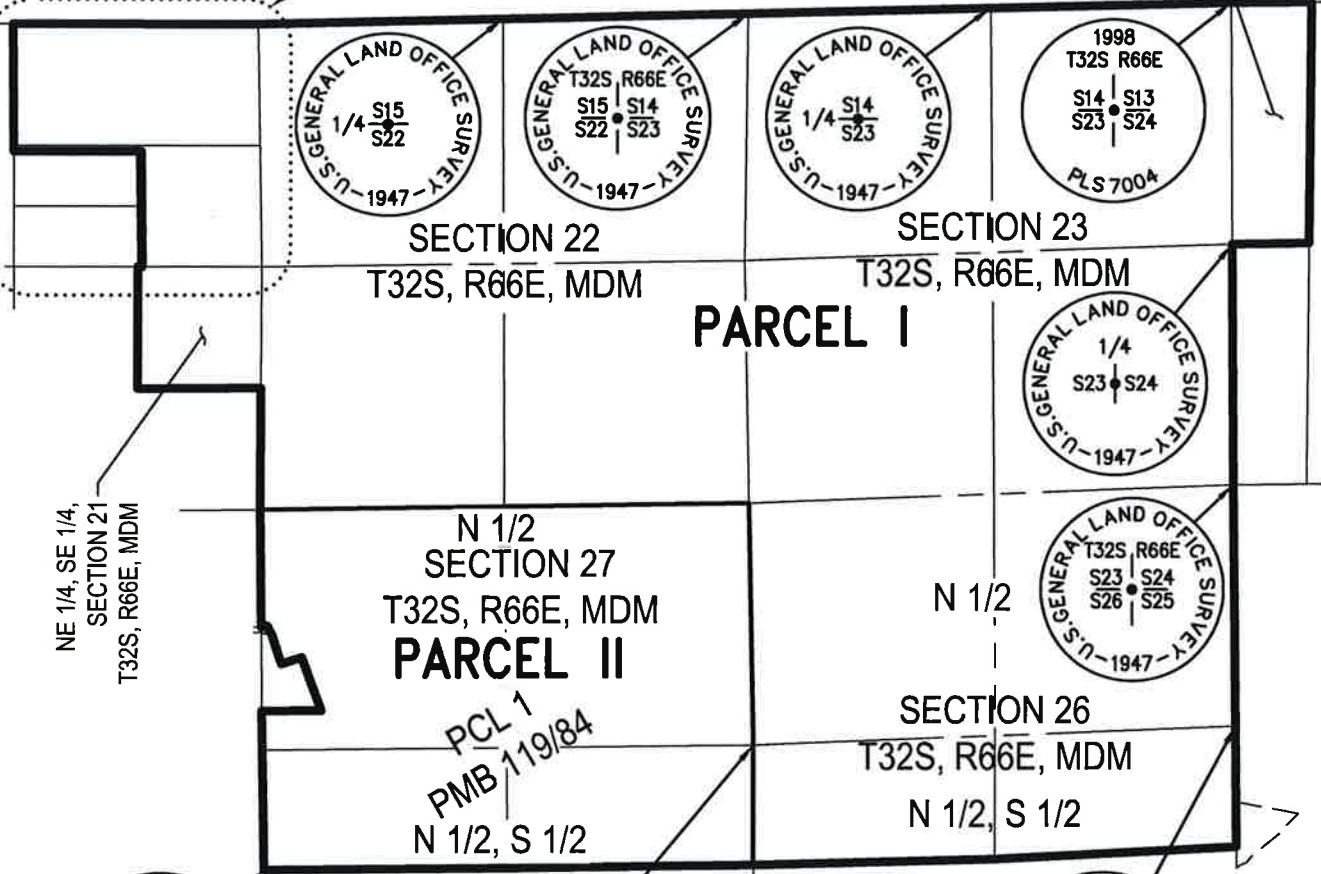 U.S.GENERAL LAND OFFICE SURVEY
1/4 S15
S22
-1947-
U.S.GENERAL LAND OFFICE SURVEY
T32S R66E
S15 S14
S22 S23
-1947-
U.S.GENERAL LAND OFFICE SURVEY
1/4 S14
S23
-1947-
1998
T32S R66E
S14 S13
S23 S24
PLS 7004
SECTION 22
T32S, R66E, MDM
SECTION 23
T32S, R66E, MDM
PARCEL I
U.S.GENERAL LAND OFFICE SURVEY
1/4
S23 S24
-1947-
NE 1/4, SE 1/4,
SECTION 21
T32S, R66E, MDM
N 1/2
SECTION 27
T32S, R66E, MDM
PARCEL II
PCL 1
PMB 119/84
N 1/2, S 1/2
U.S.GENERAL LAND OFFICE SURVEY
T32S R66E
S23 S24
S26 S25
-1947-
N 1/2
SECTION 26
T32S, R66E, MDM
N 1/2, S 1/2